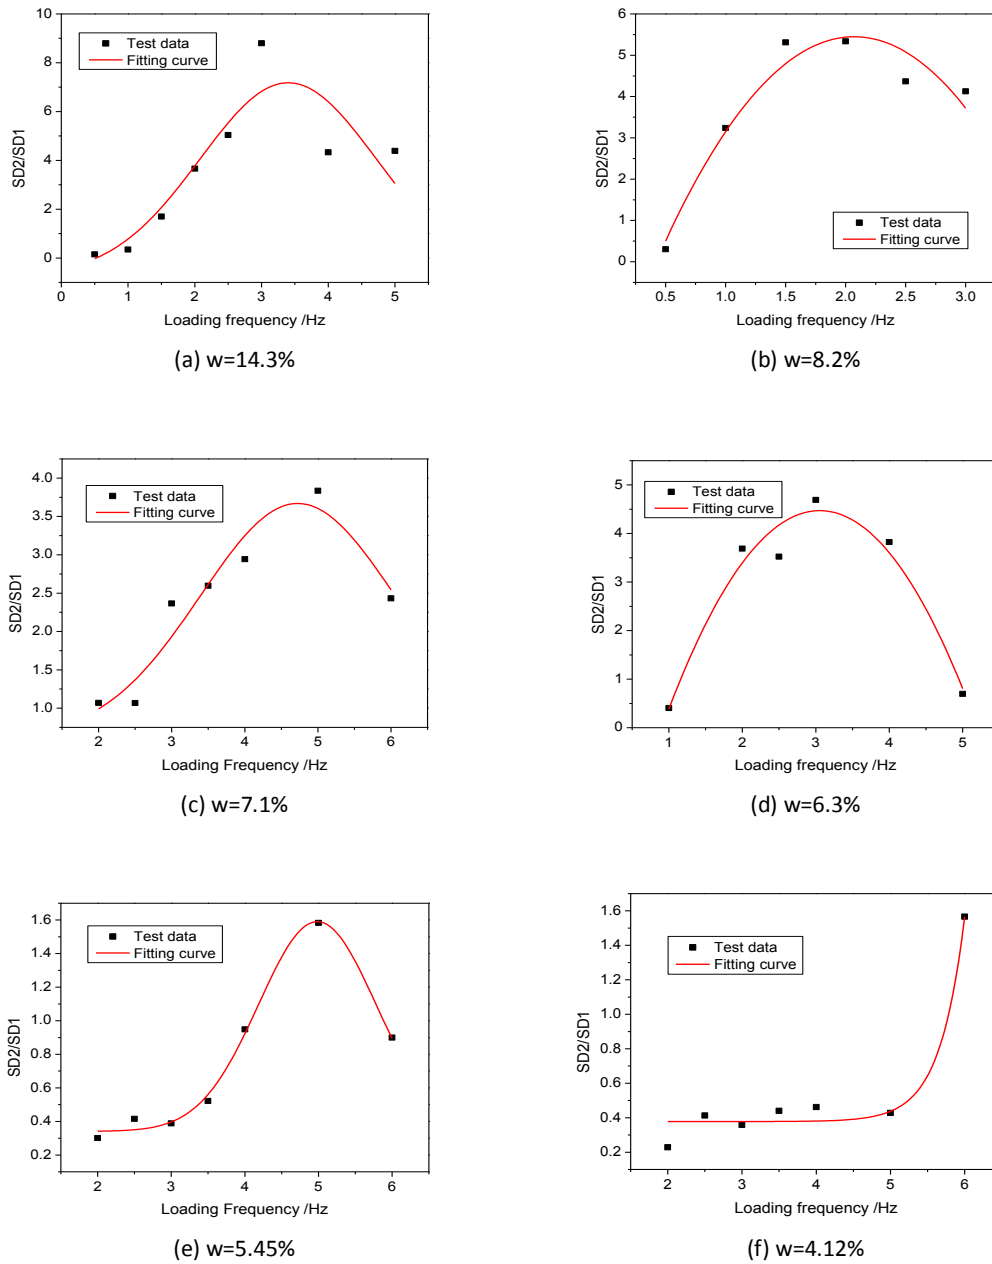 10
8
6
4
2
0
SD2/SD1
Test data
Fitting curve
0 1 2 3 4 5
Loading frequency /Hz
(a) w=14.3%
6
5
4
3
2
1
0
SD2/SD1
Test data
Fitting curve
0.5 1.0 1.5 2.0 2.5 3.0
Loading frequency /Hz
(b) w=8.2%
4.0
3.5
3.0
2.5
2.0
1.5
1.0
SD2/SD1
Test data
Fitting curve
2 3 4 5 6
Loading Frequency /Hz
(c) w=7.1%
5
4
3
2
1
0
SD2/SD1
Test data
Fitting curve
1 2 3 4 5
Loading frequency /Hz
(d) w=6.3%
1.6
1.4
1.2
1.0
0.8
0.6
0.4
0.2
SD2/SD1
Test data
Fitting curve
2 3 4 5 6
Loading Frequency /Hz
(e) w=5.45%
1.6
1.4
1.2
1.0
0.8
0.6
0.4
0.2
SD2/SD1
Test data
Fitting curve
2 3 4 5 6
Loading frequency /Hz
(f) w=4.12%